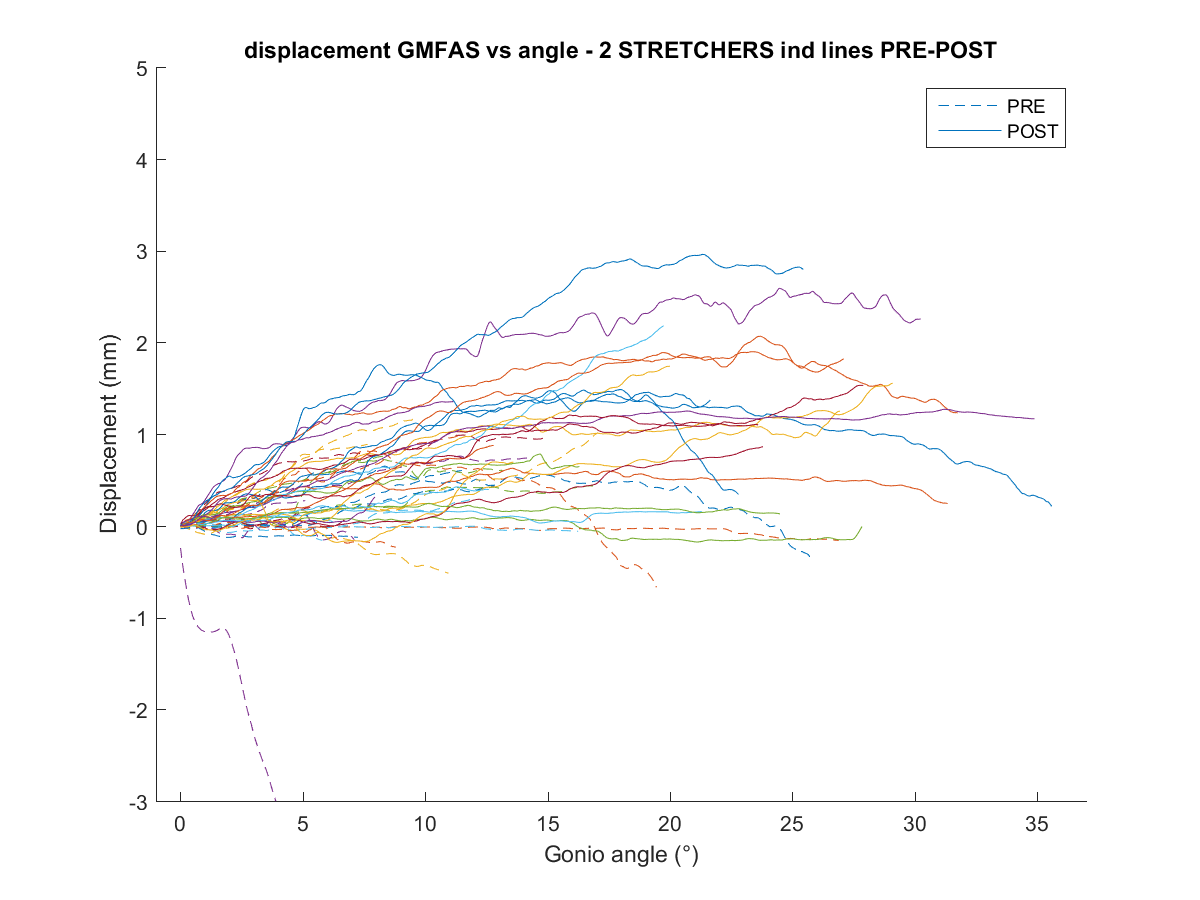 displacement GMFAS vs angle - 2 STRETCHERS ind lines PRE-POST
PRE
POST
5
4
3
2
1
0
-1
-2
-3
Displacement (mm)
0 5 10 15 20 25 30 35
Gonio angle (°)